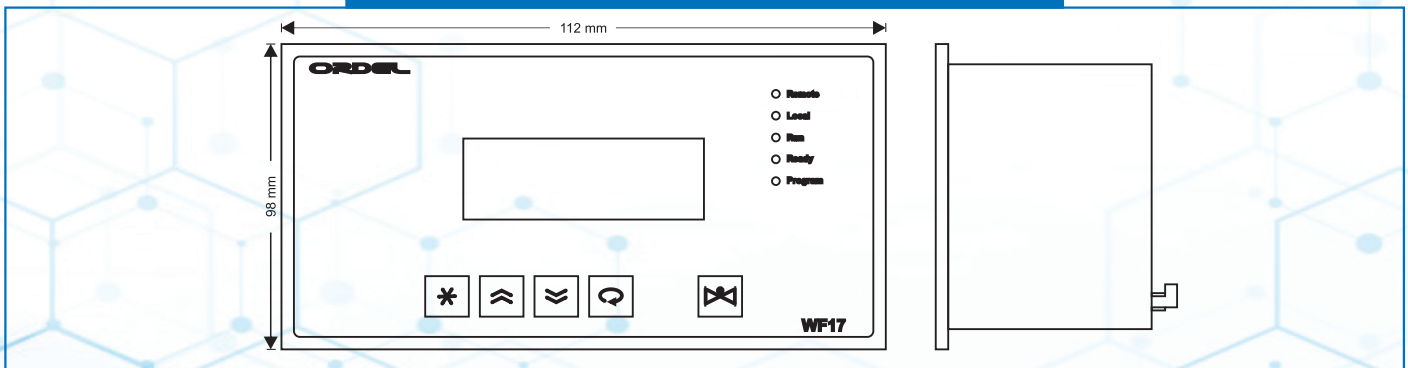 112 mm
98 mm
ORDEL
Remote
Local
Run
Ready
Program
WF17